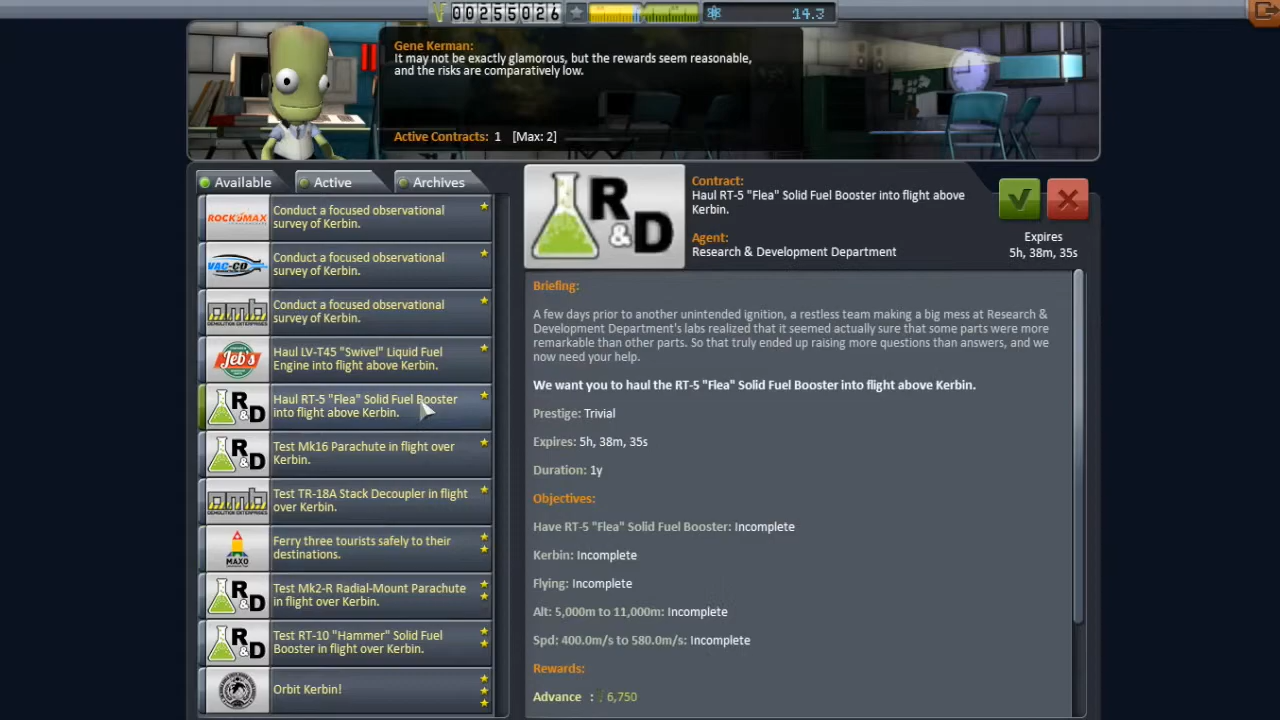 00255026
14.3
Gene Kerman:
It may not be exactly glamorous, but the rewards seem reasonable,
and the risks are comparatively low.
Active Contracts: 1 [Max: 2]
Available
Active
Archives
ROCKOMAX
Conduct a focused observational
survey of Kerbin.
VAC-CO
Conduct a focused observational
survey of Kerbin.
DEMOLITION ENTERPRISES
Conduct a focused observational
survey of Kerbin.
Jeb's
Haul LV-T45 "Swivel" Liquid Fuel
Engine into flight above Kerbin.
R&D
Haul RT-5 "Flea" Solid Fuel Booster
into flight above Kerbin.
R&D
Test Mk16 Parachute in flight over
Kerbin.
DEMOLITION ENTERPRISES
Test TR-18A Stack Decoupler in flight
over Kerbin.
MAXO
Ferry three tourists safely to their
destinations.
R&D
Test Mk2-R Radial-Mount Parachute
in flight over Kerbin.
R&D
Test RT-10 "Hammer" Solid Fuel
Booster in flight over Kerbin.
Orbit Kerbin!
R&D
Contract:
Haul RT-5 "Flea" Solid Fuel Booster into flight above
Kerbin.
Agent:
Research & Development Department
Expires
5h, 38m, 35s
Briefing:
A few days prior to another unintended ignition, a restless team making a big mess at Research &
Development Department's labs realized that it seemed actually sure that some parts were more
remarkable than other parts. So that truly ended up raising more questions than answers, and we
now need your help.
We want you to haul the RT-5 "Flea" Solid Fuel Booster into flight above Kerbin.
Prestige: Trivial
Expires: 5h, 38m, 35s
Duration: 1y
Objectives:
Have RT-5 "Flea" Solid Fuel Booster: Incomplete
Kerbin: Incomplete
Flying: Incomplete
Alt: 5,000m to 11,000m: Incomplete
Spd: 400.0m/s to 580.0m/s: Incomplete
Rewards:
Advance : 6,750